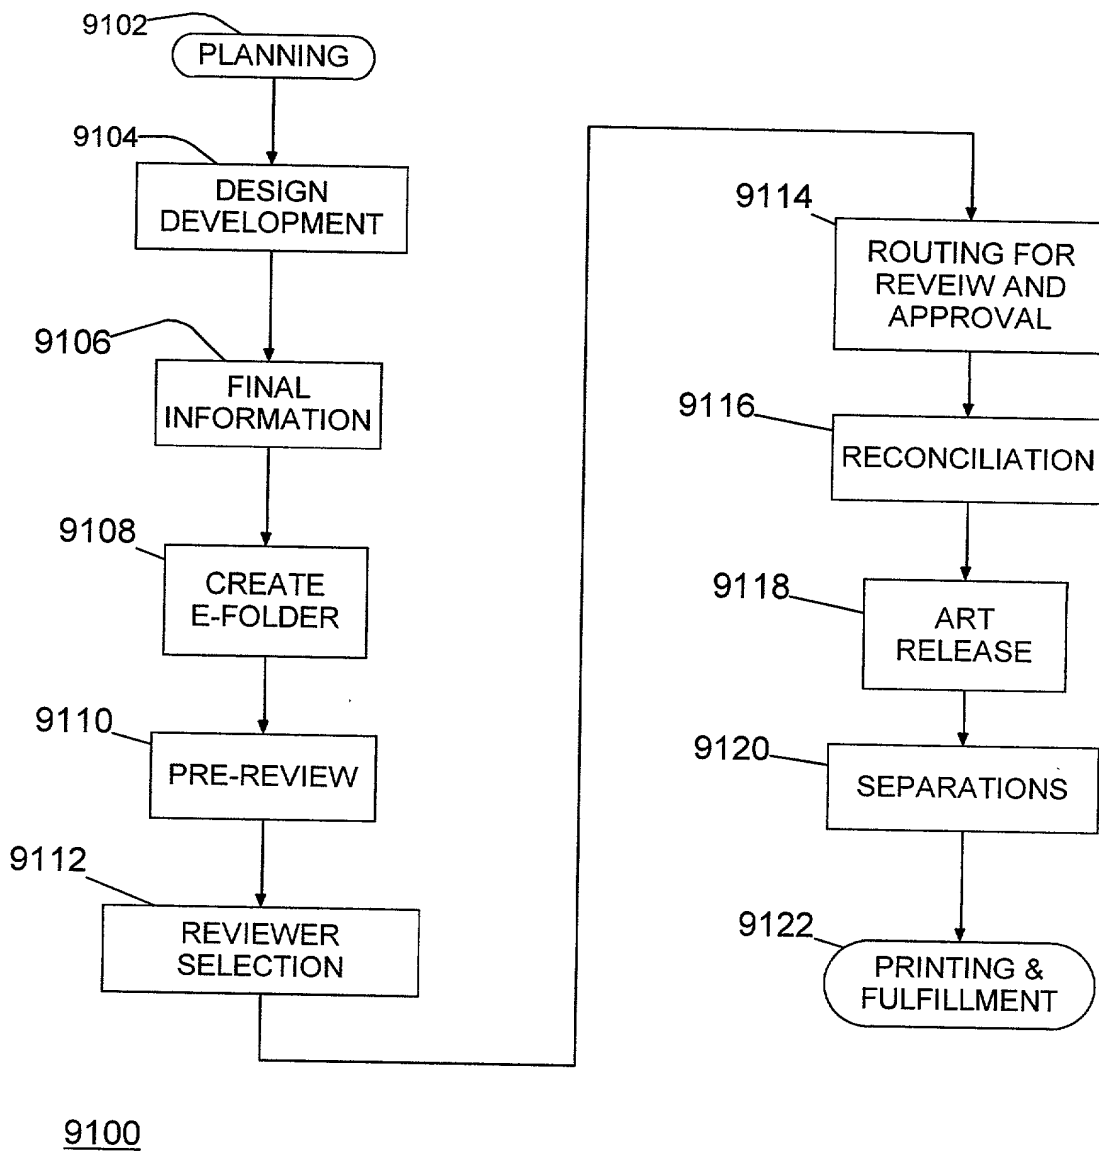 9102
PLANNING
9104
DESIGN
DEVELOPMENT
9106
FINAL
INFORMATION
9108
CREATE
E-FOLDER
9110
PRE-REVIEW
9112
REVIEWER
SELECTION
9114
ROUTING FOR
REVEIW AND
APPROVAL
9116
RECONCILIATION
9118
ART
RELEASE
9120
SEPARATIONS
9122
PRINTING &
FULFILLMENT
9100